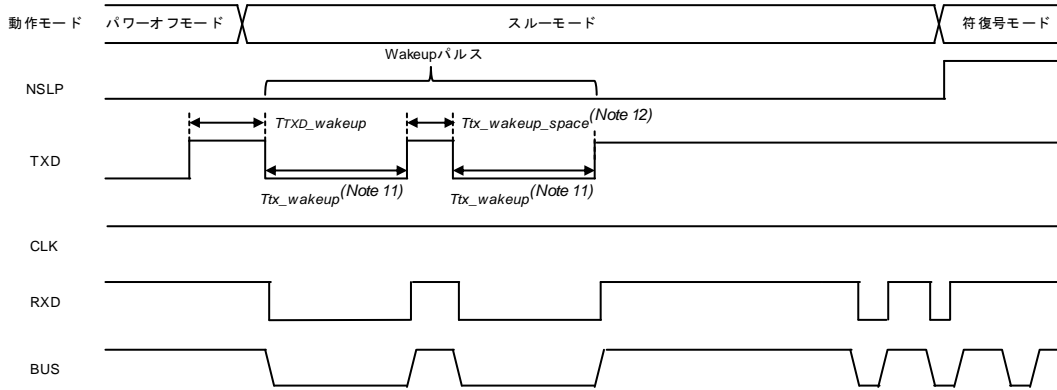 動作モード
パワーオフモード
スルーモード
符復号モード
Wakeupパルス
NSLP
TTXD_wakeup
Ttx_wakeup_space(Note 12)
TXD
Ttx_wakeup(Note 11)
Ttx_wakeup(Note 11)
CLK
RXD
BUS